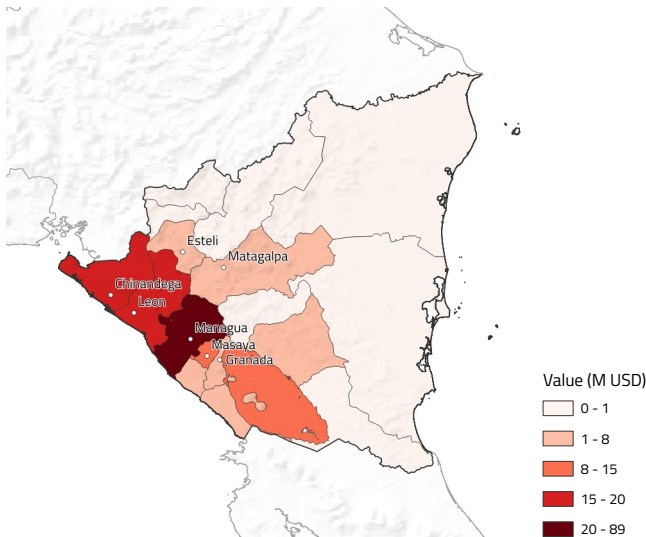 Esteli
Matagalpa
Chinandega
Leon
Managua
Masaya
Granada
Value (M USD)
0 - 1
1 - 8
8 - 15
15 - 20
20 - 89